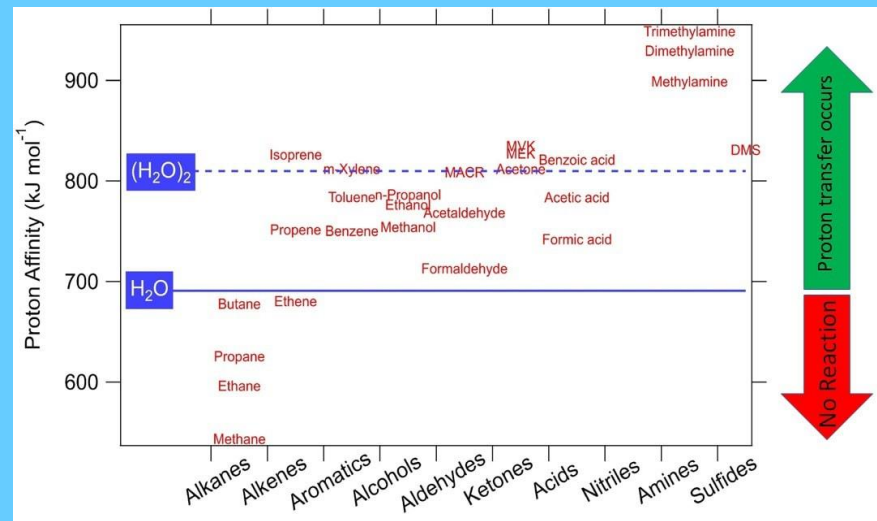 Proton Affinity (kJ mol⁻¹)
900
800
700
600
(H₂O)₂
H₂O
Trimethylamine
Dimethylamine
Methylamine
MVK
MEK
DMS
Isoprene
Benzoic acid
m-Xylene
MACR
Acetone
Toluene
n-Propanol
Ethanol
Acetic acid
Acetaldehyde
Propene
Benzene
Methanol
Formic acid
Formaldehyde
Butane
Ethene
Propane
Ethane
Methane
Alkanes
Alkenes
Aromatics
Alcohols
Aldehydes
Ketones
Acids
Nitriles
Amines
Sulfides
Proton transfer occurs
No Reaction